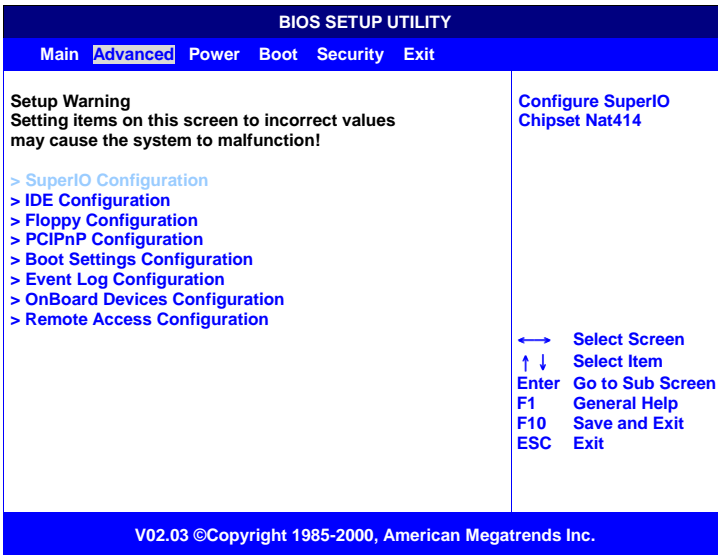 BIOS SETUP UTILITY
Main Advanced Power Boot Security Exit
Setup Warning
Setting items on this screen to incorrect values
may cause the system to malfunction!
> SuperIO Configuration
> IDE Configuration
> Floppy Configuration
> PCIPnP Configuration
> Boot Settings Configuration
> Event Log Configuration
> OnBoard Devices Configuration
> Remote Access Configuration
Configure SuperIO
Chipset Nat414
←→ Select Screen
↑↓ Select Item
Enter Go to Sub Screen
F1 General Help
F10 Save and Exit
ESC Exit
V02.03 ©Copyright 1985-2000, American Megatrends Inc.